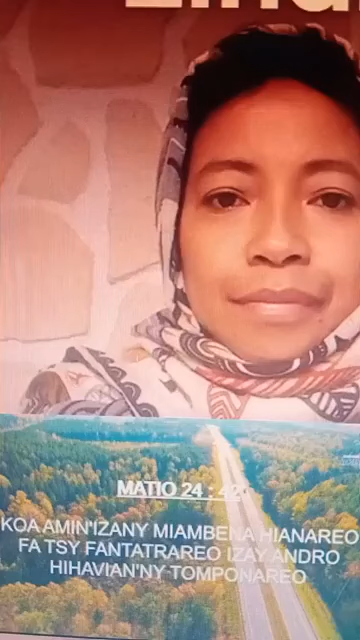 MATIO 24 : 42
KOA AMIN'IZANY MIAMBENA HIANAREO
FA TSY FANTATRAREO IZAY ANDRO
HIHAVIAN'NY TOMPONAREO